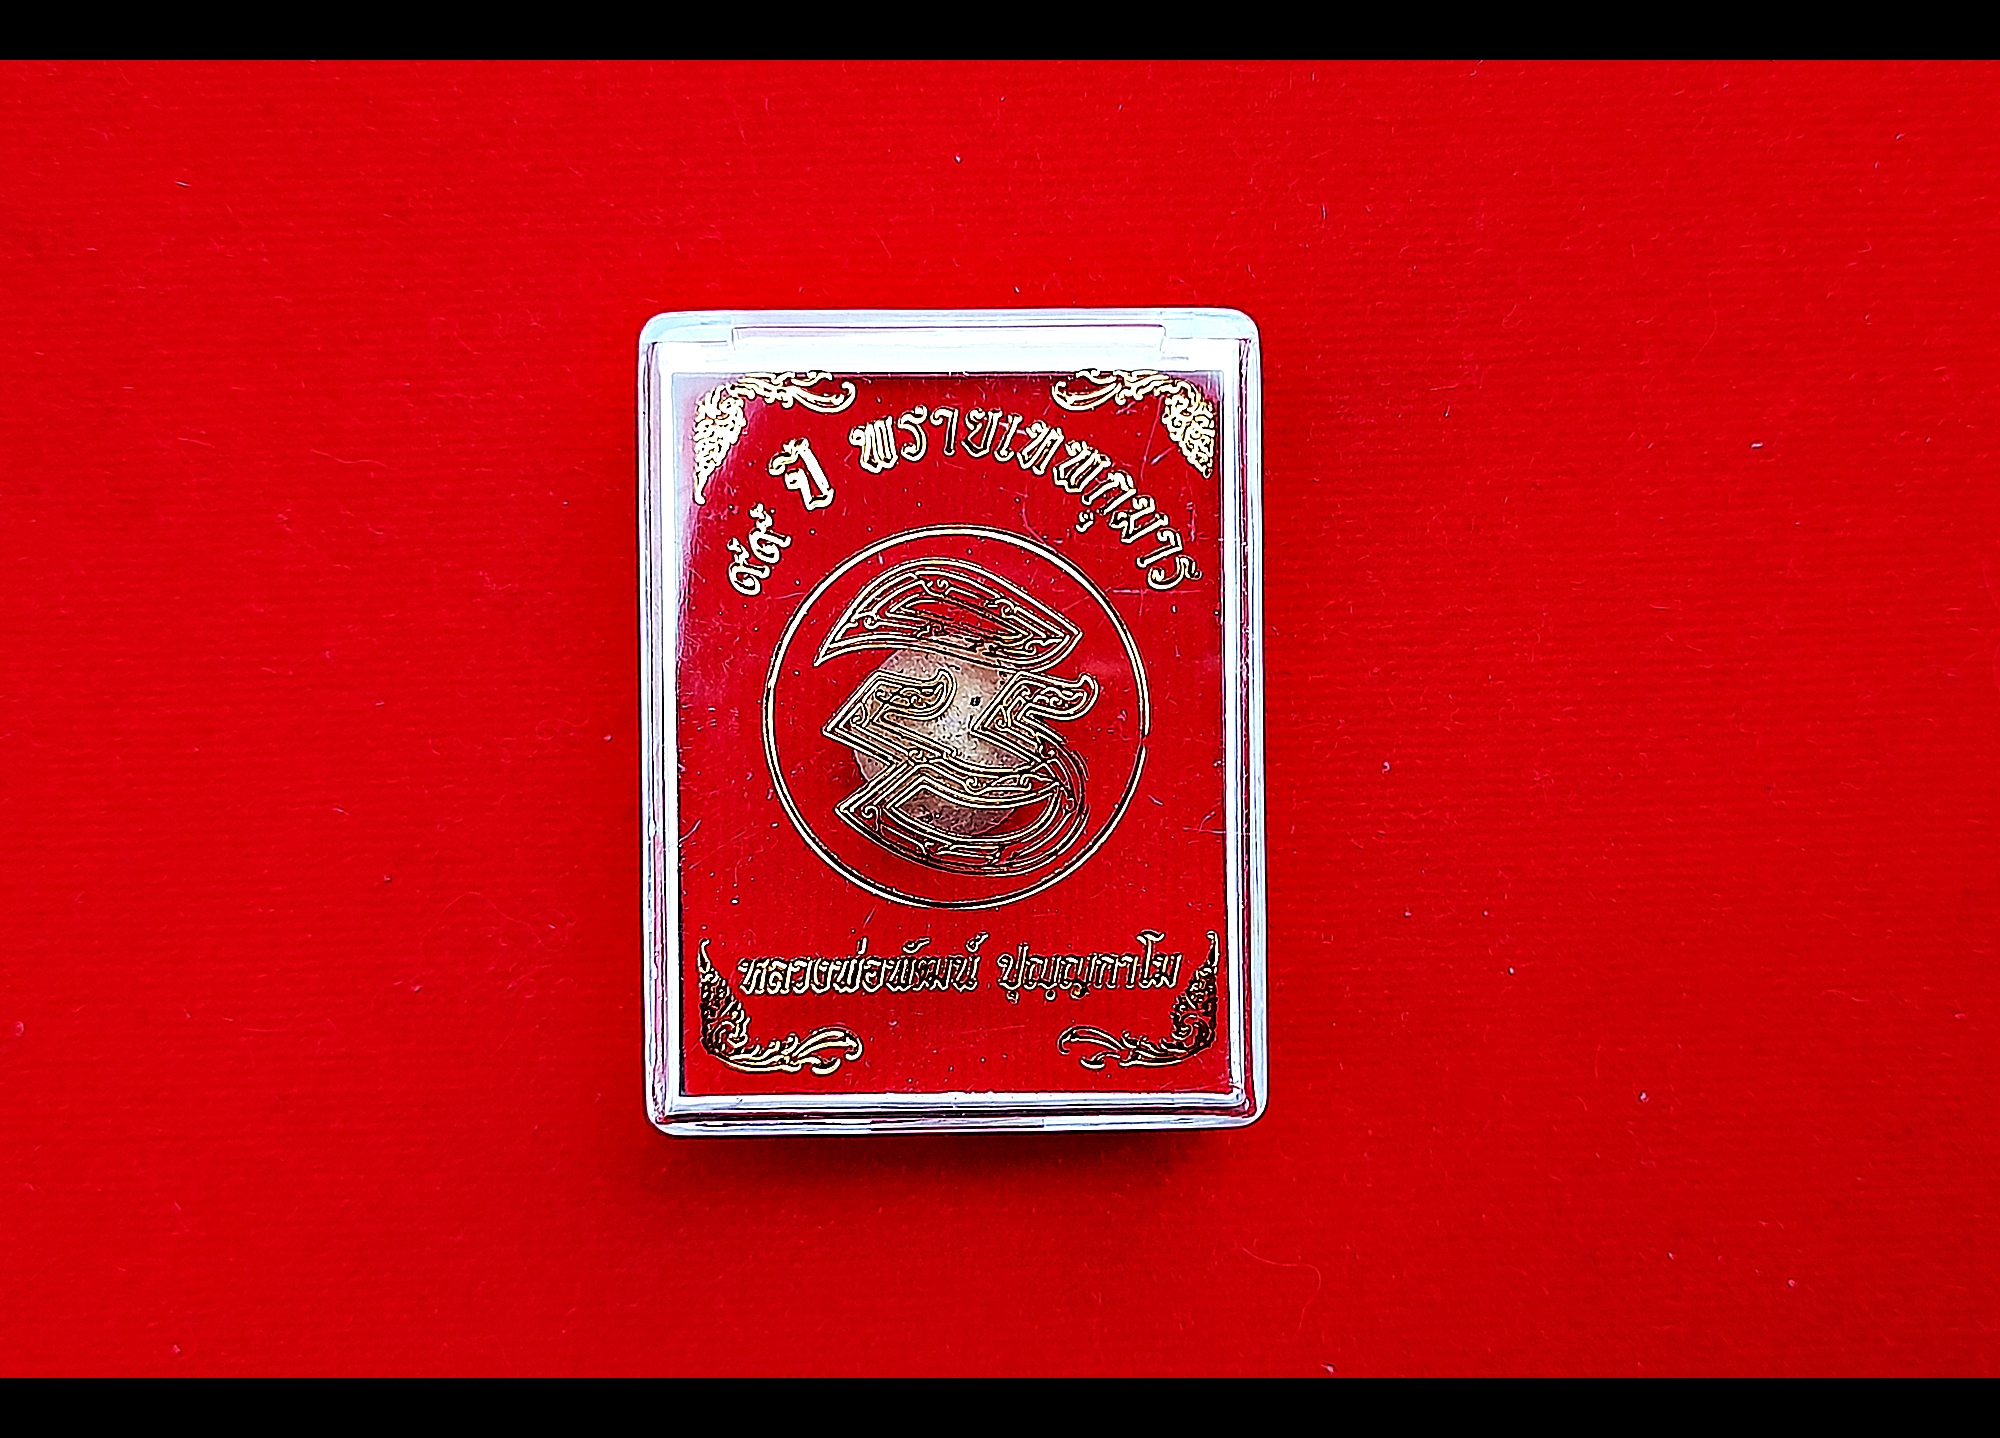 ๙๙ ปี พรายเทพกุมาร
หลวงพ่อพัฒน์ ปุญฺญกาโม